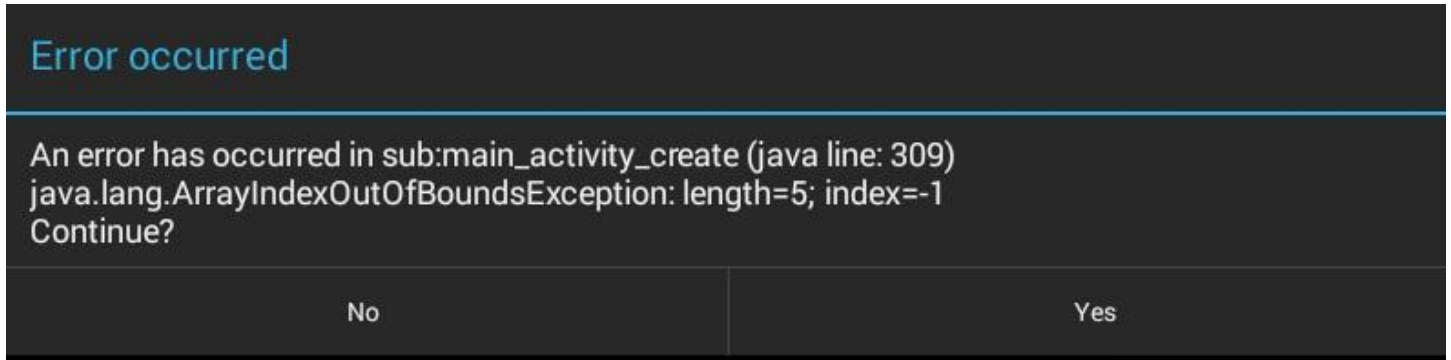 Error occurred
An error has occurred in sub:main_activity_create (java line: 309)
java.lang.ArrayIndexOutOfBoundsException: length=5; index=-1
Continue?
No
Yes